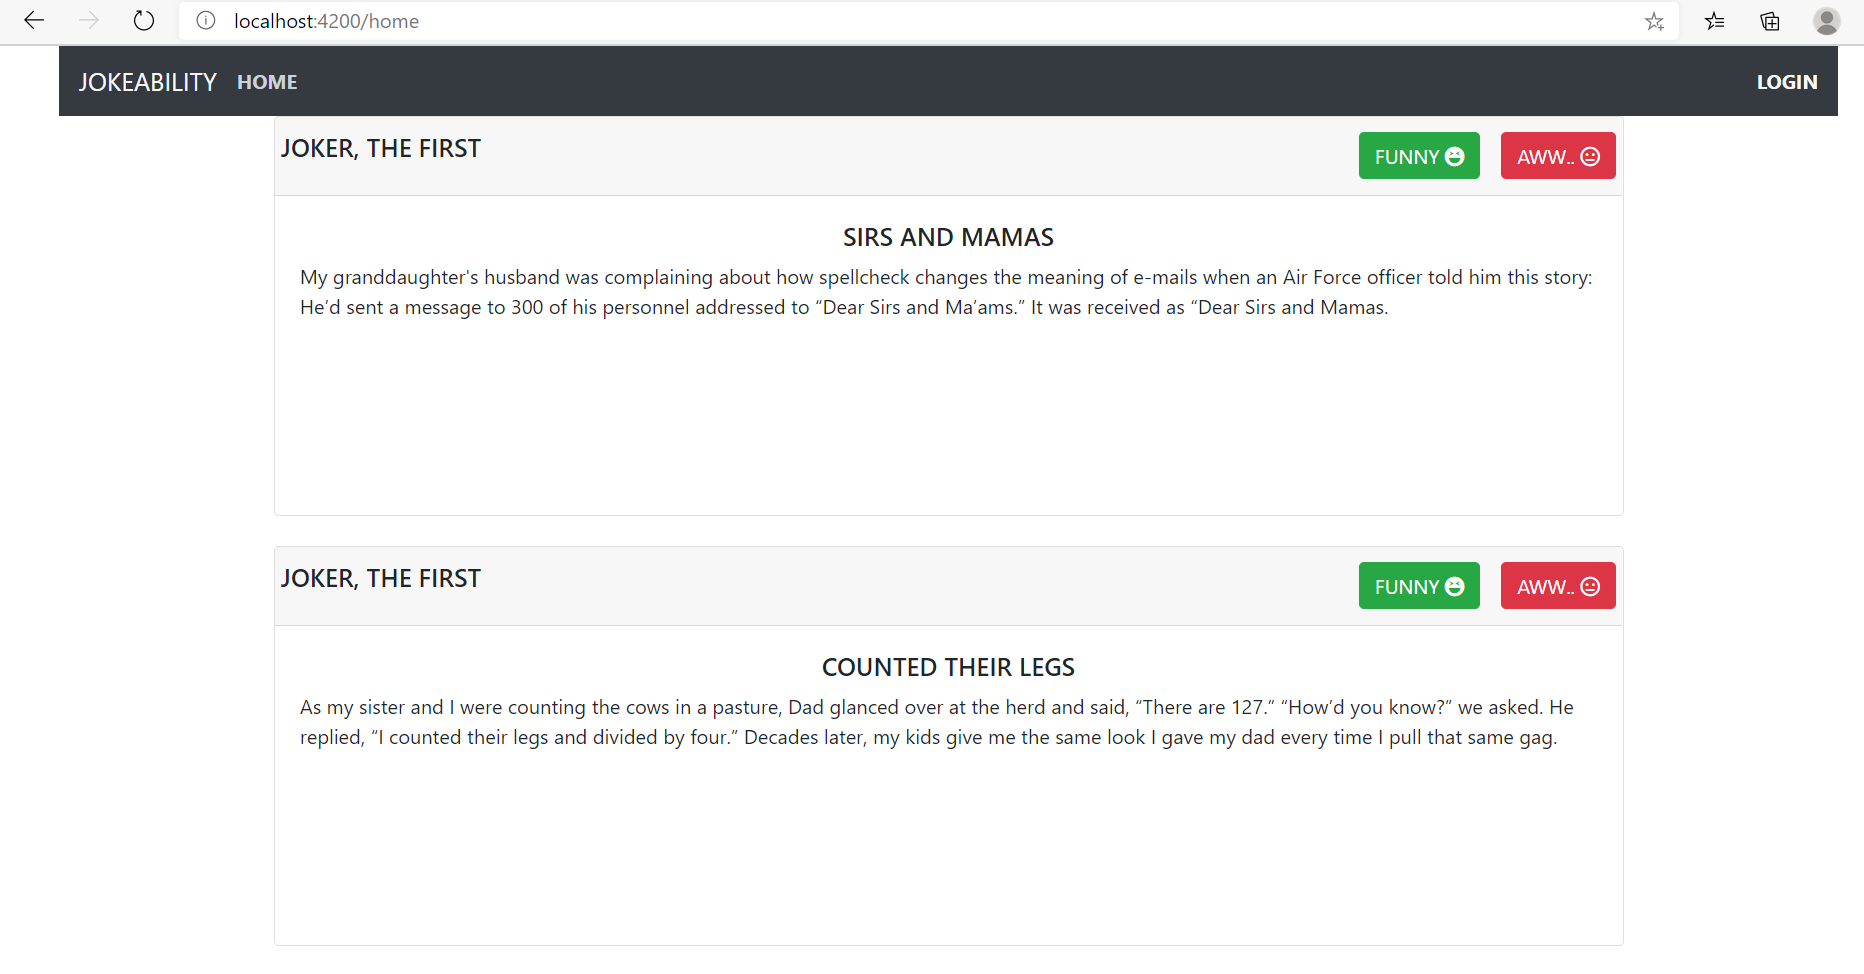 localhost:4200/home
JOKEABILITY HOME LOGIN
JOKER, THE FIRST FUNNY AWW..
SIRS AND MAMAS
My granddaughter's husband was complaining about how spellcheck changes the meaning of e-mails when an Air Force officer told him this story:
He’d sent a message to 300 of his personnel addressed to “Dear Sirs and Ma’ams.” It was received as “Dear Sirs and Mamas.
JOKER, THE FIRST FUNNY AWW..
COUNTED THEIR LEGS
As my sister and I were counting the cows in a pasture, Dad glanced over at the herd and said, “There are 127.” “How’d you know?” we asked. He
replied, “I counted their legs and divided by four.” Decades later, my kids give me the same look I gave my dad every time I pull that same gag.